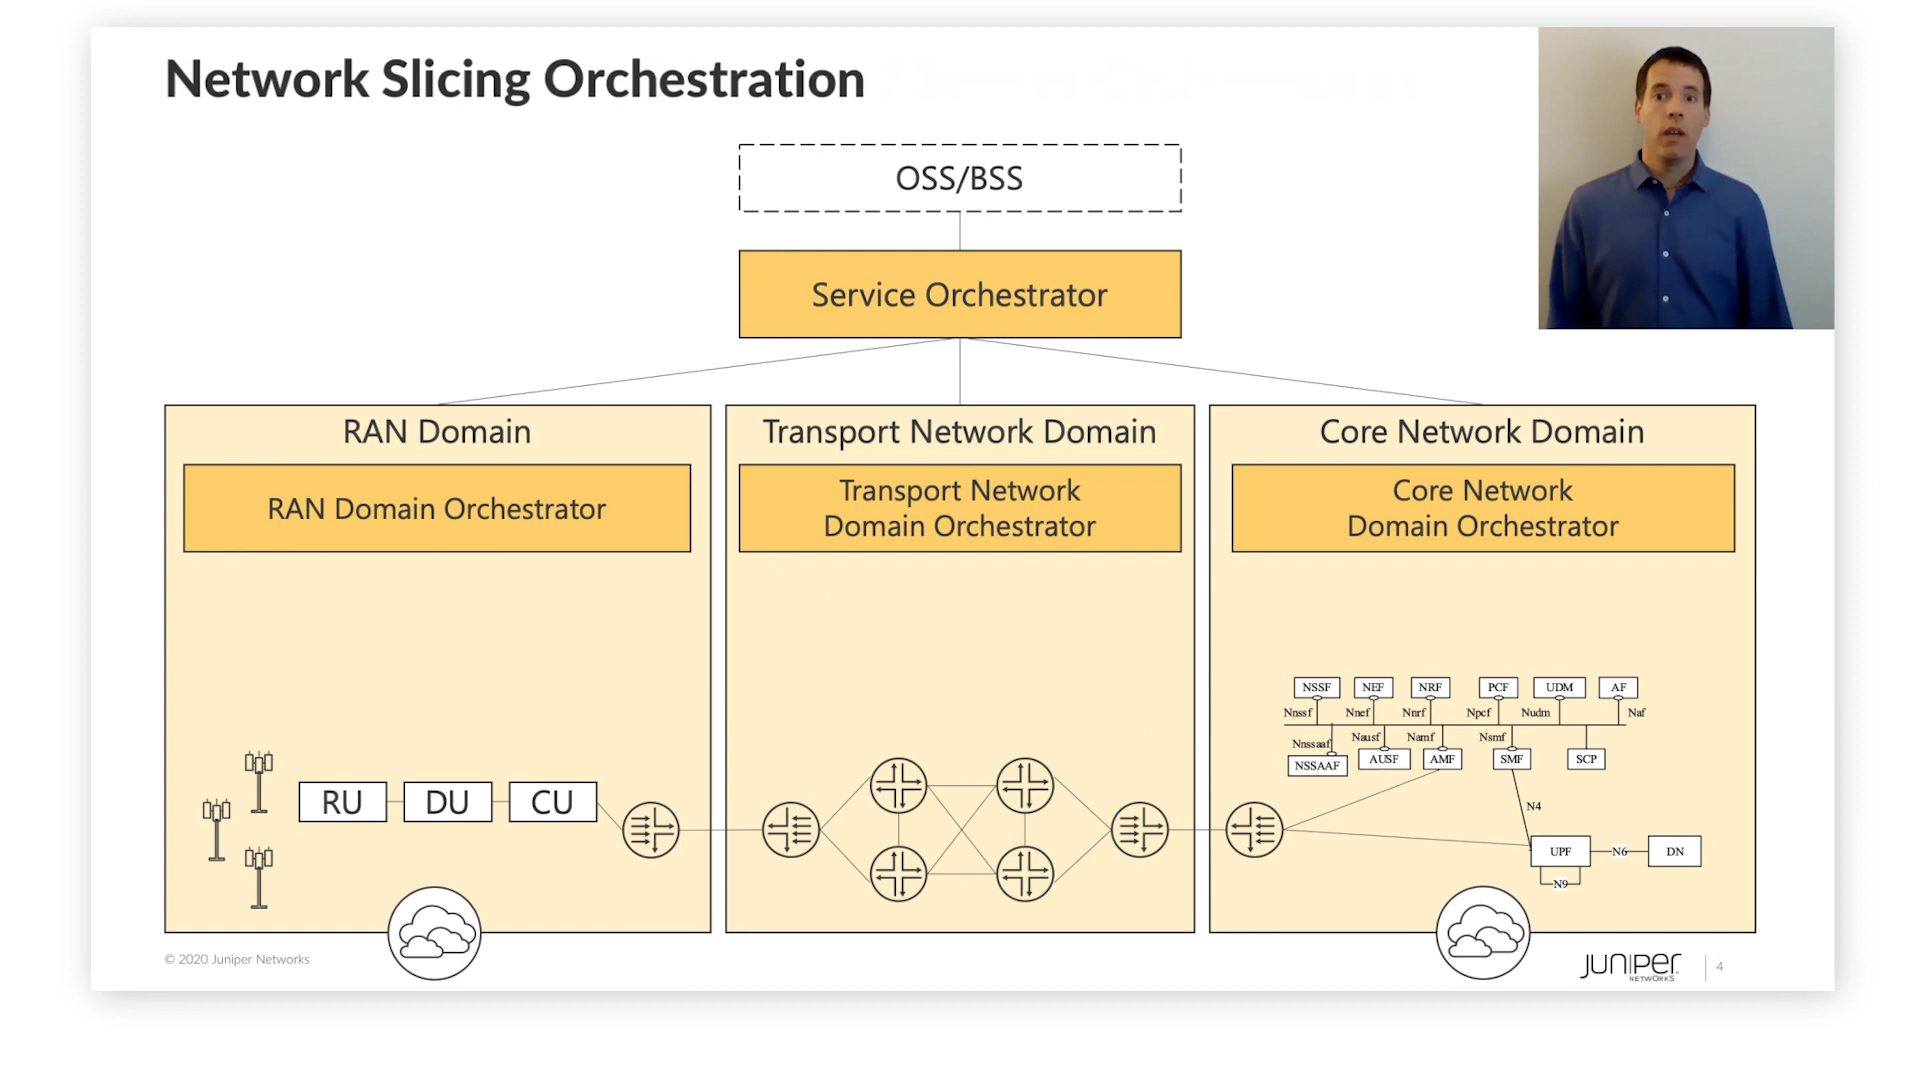 Network Slicing Orchestration
OSS/BSS
Service Orchestrator
RAN Domain
RAN Domain Orchestrator
RU
DU
CU
Transport Network Domain
Transport Network
Domain Orchestrator
Core Network Domain
Core Network
Domain Orchestrator
NSSF
NEF
NRF
PCF
UDM
AF
Nnssf
Nnef
Nnrf
Npcf
Nudm
Naf
Nnssaaf
Nausf
Namf
Nsmf
NSSAAF
AUSF
AMF
SMF
SCP
N4
UPF
N6
DN
N9
© 2020 Juniper Networks
JUNIPER
NETWORKS
4